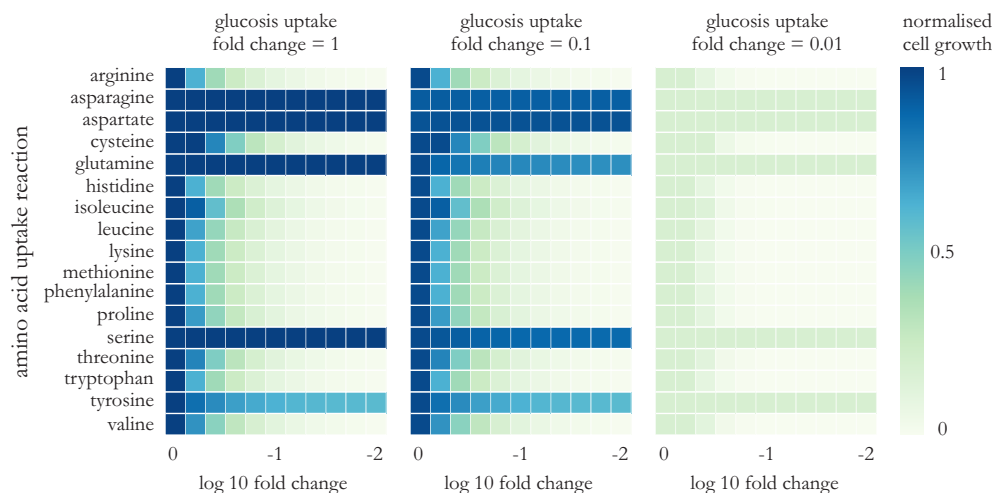 glucosis uptake
fold change = 1
glucosis uptake
fold change = 0.1
glucosis uptake
fold change = 0.01
normalised
cell growth
amino acid uptake reaction
arginine
asparagine
aspartate
cysteine
glutamine
histidine
isoleucine
leucine
lysine
methionine
phenylalanine
proline
serine
threonine
tryptophan
tyrosine
valine
1
0.5
0
0 -1 -2
0 -1 -2
0 -1 -2
log 10 fold change
log 10 fold change
log 10 fold change